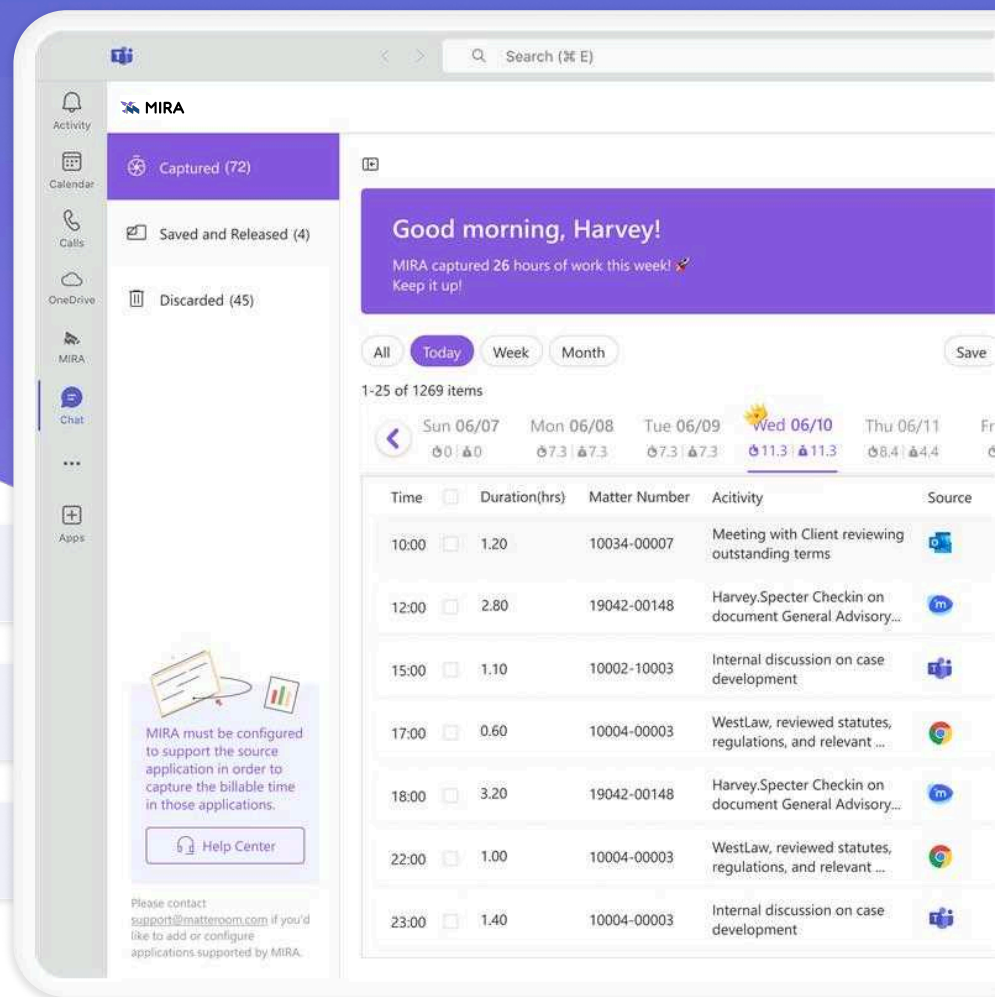 Search (⌘ E)
Activity
Calendar
Calls
OneDrive
MIRA
Chat
Apps
MIRA
Captured (72)
Saved and Released (4)
Discarded (45)
MIRA must be configured
to support the source
application in order to
capture the billable time
in those applications.
Help Center
Please contact
support@matteroom.com if you'd
like to add or configure
applications supported by MIRA.
Good morning, Harvey!
MIRA captured 26 hours of work this week! 🚀
Keep it up!
All Today Week Month Save
1-25 of 1269 items
Sun 06/07 Mon 06/08 Tue 06/09 Wed 06/10 Thu 06/11 Fr
0 0 7.3 7.3 7.3 7.3 11.3 11.3 8.4 4.4
Time Duration(hrs) Matter Number Acitivity Source
10:00 1.20 10034-00007 Meeting with Client reviewing
outstanding terms
12:00 2.80 19042-00148 Harvey.Specter Checkin on
document General Advisory...
15:00 1.10 10002-10003 Internal discussion on case
development
17:00 0.60 10004-00003 WestLaw, reviewed statutes,
regulations, and relevant ...
18:00 3.20 19042-00148 Harvey.Specter Checkin on
document General Advisory...
22:00 1.00 10004-00003 WestLaw, reviewed statutes,
regulations, and relevant ...
23:00 1.40 10004-00003 Internal discussion on case
development